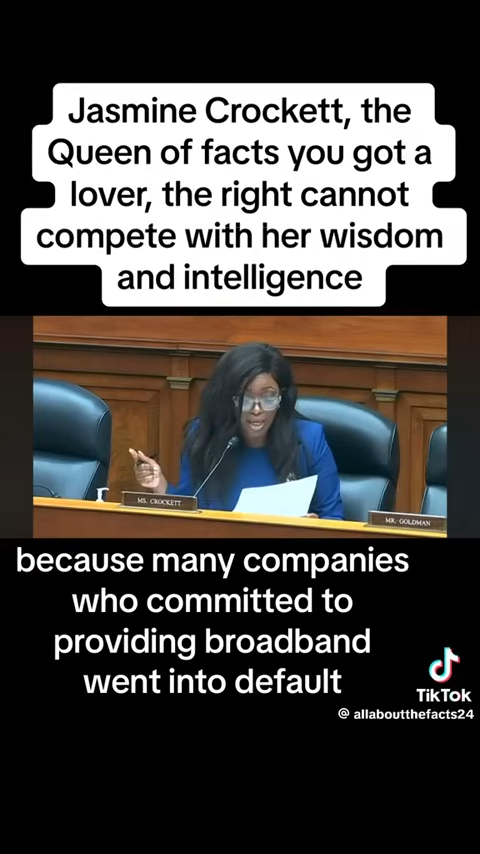 Jasmine Crockett, the
Queen of facts you got a
lover, the right cannot
compete with her wisdom
and intelligence
MS. CROCKETT
MR. GOLDMAN
because many companies
who committed to
providing broadband
went into default
TikTok
@ allaboutthefacts24